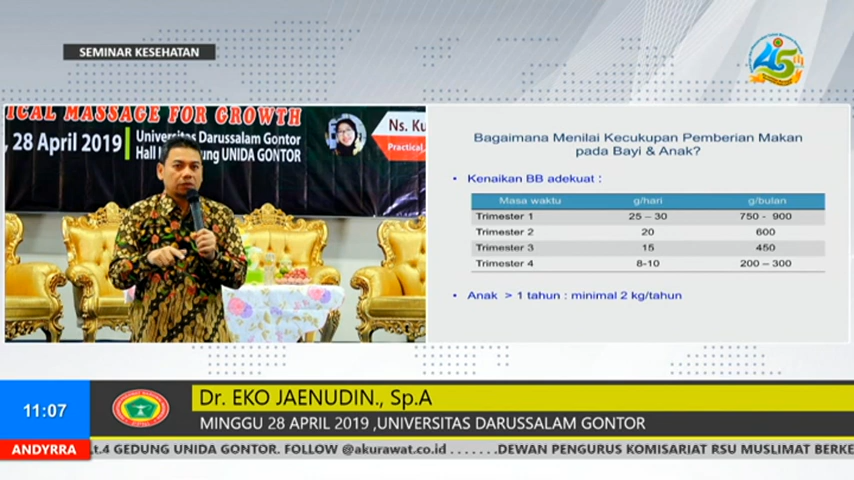 SEMINAR KESEHATAN
ICAL MASSAGE FOR GROWTH
, 28 April 2019
Universitas Darussalam Gontor
UNIDA GONTOR
Ns. Ku
Practical,
Bagaimana Menilai Kecukupan Pemberian Makan
pada Bayi & Anak?
• Kenaikan BB adekuat :
Masa waktu g/hari g/bulan
Trimester 1 25 – 30 750 - 900
Trimester 2 20 600
Trimester 3 15 450
Trimester 4 8-10 200 – 300
• Anak > 1 tahun : minimal 2 kg/tahun
11:07
Dr. EKO JAENUDIN., Sp.A
MINGGU 28 APRIL 2019 ,UNIVERSITAS DARUSSALAM GONTOR
ANDYRRA
.t.4 GEDUNG UNIDA GONTOR. FOLLOW @akurawat.co.id . . . . . . .DEWAN PENGURUS KOMISARIAT RSU MUSLIMAT BERKE